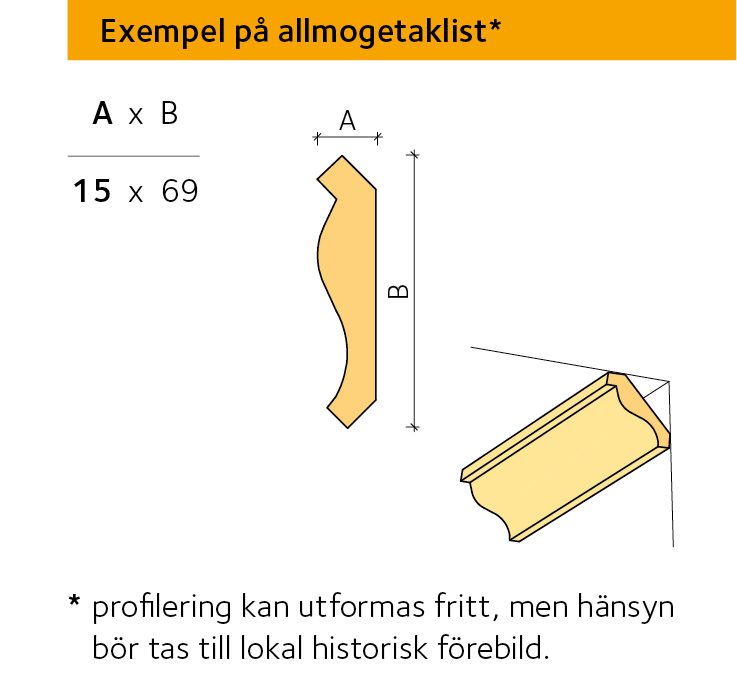 Exempel på allmogetaklist*
A x B
15 x 69
A
B
* profilering kan utformas fritt, men hänsyn
bör tas till lokal historisk förebild.